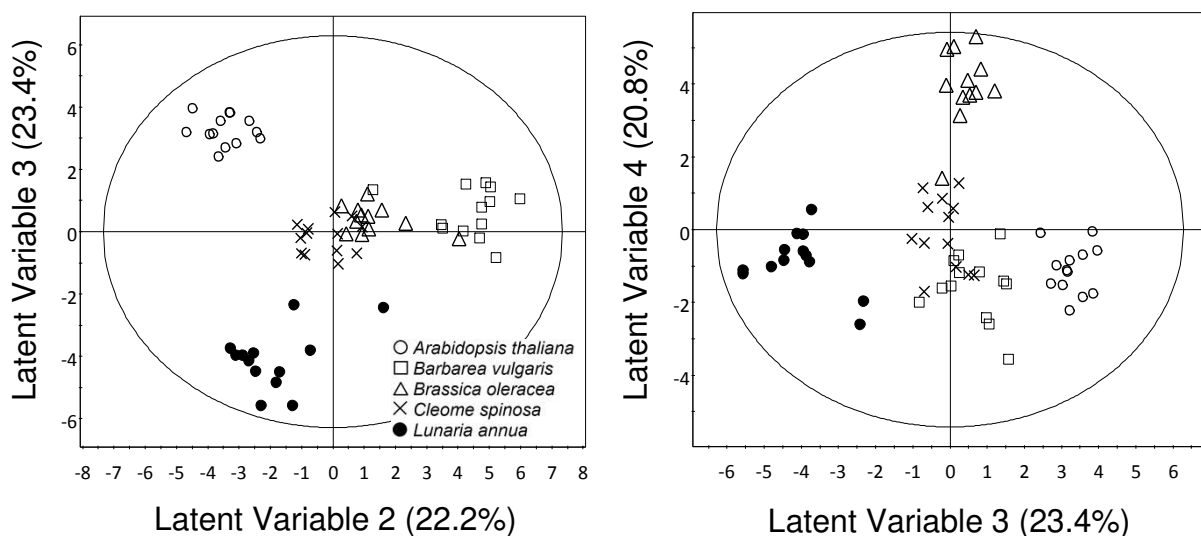 Latent Variable 3 (23.4%)
6
4
2
0
-2
-4
-6
-8 -7 -6 -5 -4 -3 -2 -1 0 1 2 3 4 5 6 7 8
Latent Variable 2 (22.2%)
Arabidopsis thaliana
Barbarea vulgaris
Brassica oleracea
Cleome spinosa
Lunaria annua
Latent Variable 4 (20.8%)
4
2
0
-2
-4
-6 -5 -4 -3 -2 -1 0 1 2 3 4 5 6
Latent Variable 3 (23.4%)